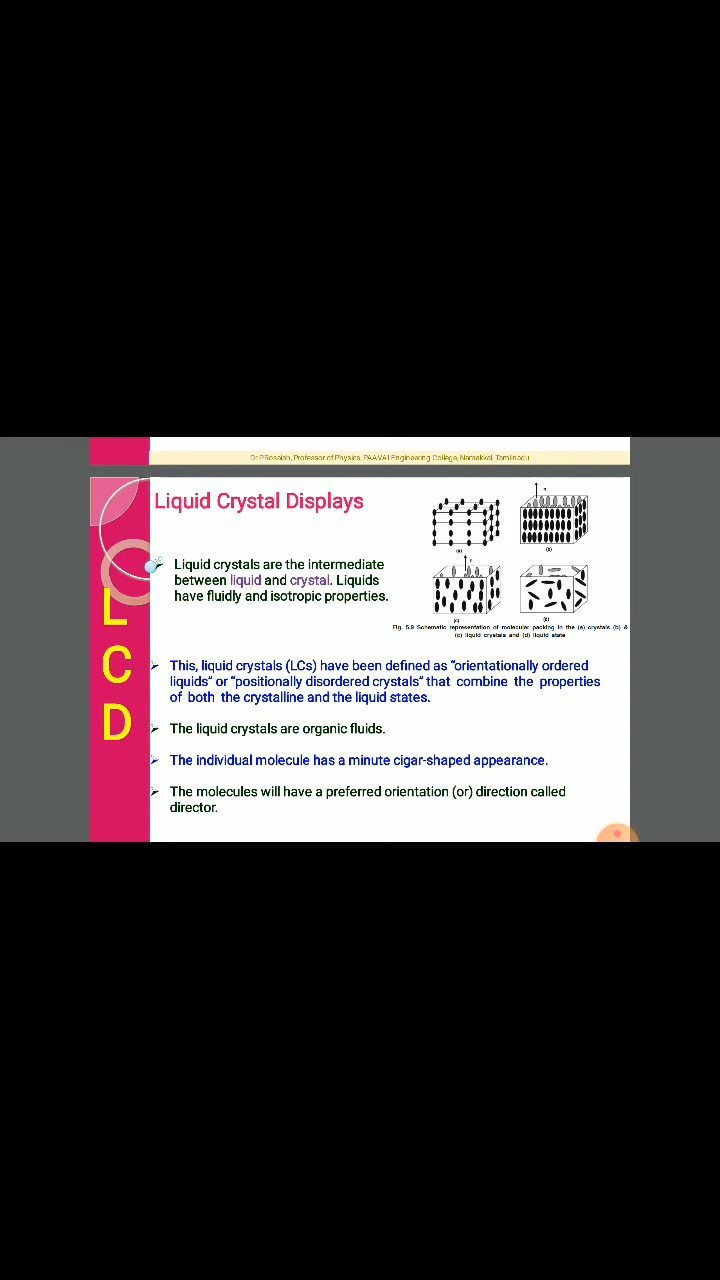 Dr.P.Rosaiah, Professor of Physics, PAAVAI Engineering College, Namakkal, Tamilnadu
Liquid Crystal Displays
(a)
(b)
(c)
(d)
Fig. 5.9 Schematic representation of molecular packing in the (a) crystals (b) &
(c) liquid crystals and (d) liquid state
Liquid crystals are the intermediate
between liquid and crystal. Liquids
have fluidly and isotropic properties.
L
C
D
This, liquid crystals (LCs) have been defined as “orientationally ordered
liquids” or “positionally disordered crystals” that combine the properties
of both the crystalline and the liquid states.
The liquid crystals are organic fluids.
The individual molecule has a minute cigar-shaped appearance.
The molecules will have a preferred orientation (or) direction called
director.